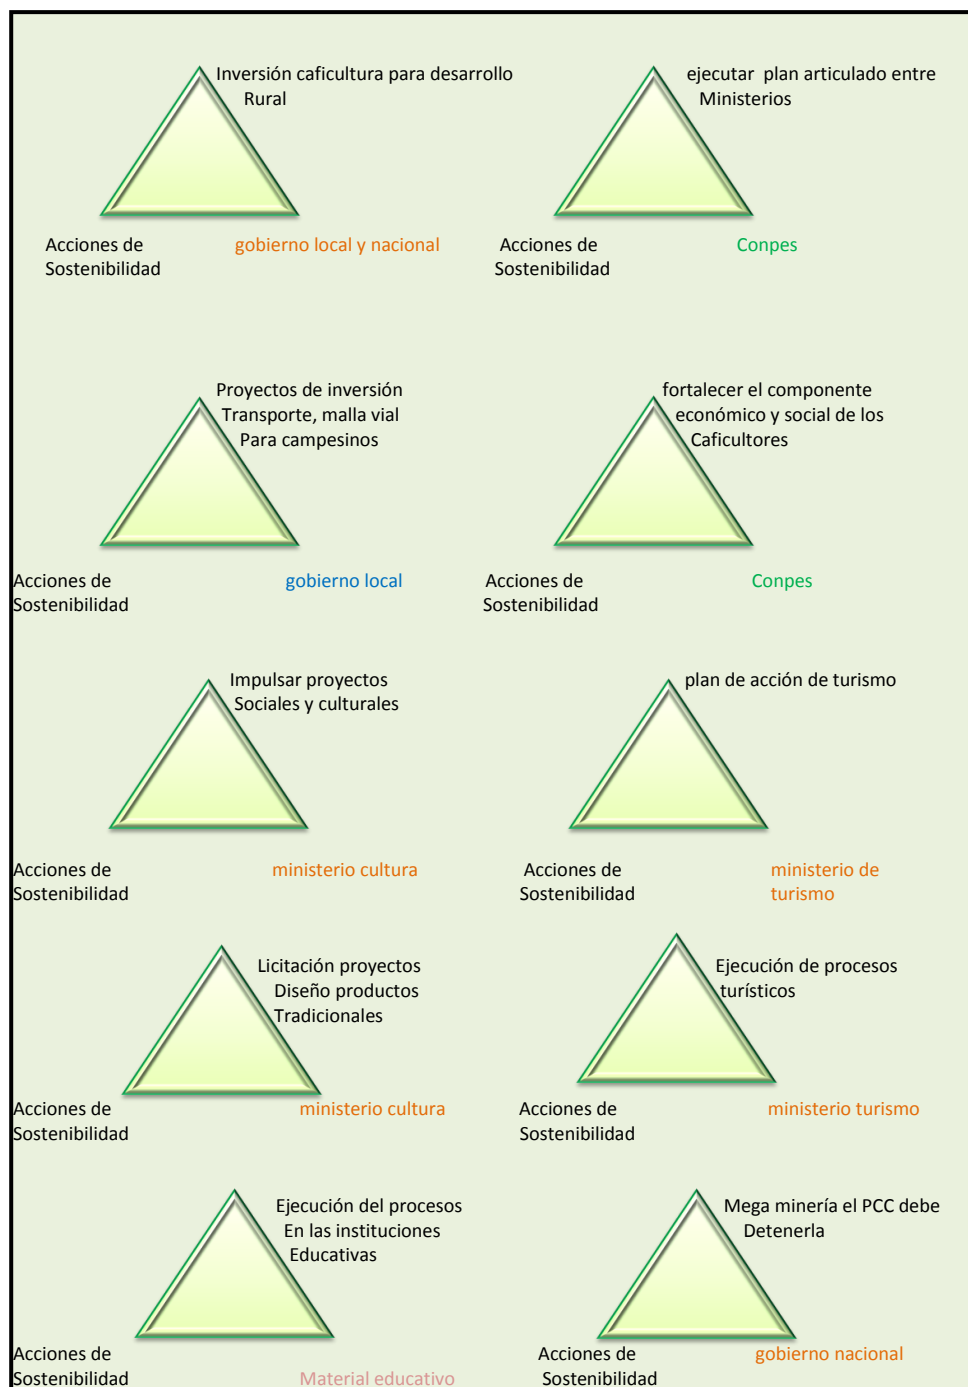 Inversión caficultura para desarrollo
Rural
Acciones de
Sostenibilidad
gobierno local y nacional
ejecutar plan articulado entre
Ministerios
Acciones de
Sostenibilidad
Conpes
Proyectos de inversión
Transporte, malla vial
Para campesinos
Acciones de
Sostenibilidad
gobierno local
fortalecer el componente
económico y social de los
Caficultores
Acciones de
Sostenibilidad
Conpes
Impulsar proyectos
Sociales y culturales
Acciones de
Sostenibilidad
ministerio cultura
plan de acción de turismo
Acciones de
Sostenibilidad
ministerio de
turismo
Licitación proyectos
Diseño productos
Tradicionales
Acciones de
Sostenibilidad
ministerio cultura
Ejecución de procesos
turísticos
Acciones de
Sostenibilidad
ministerio turismo
Ejecución del procesos
En las instituciones
Educativas
Acciones de
Sostenibilidad
Material educativo
Mega minería el PCC debe
Detenerla
Acciones de
Sostenibilidad
gobierno nacional